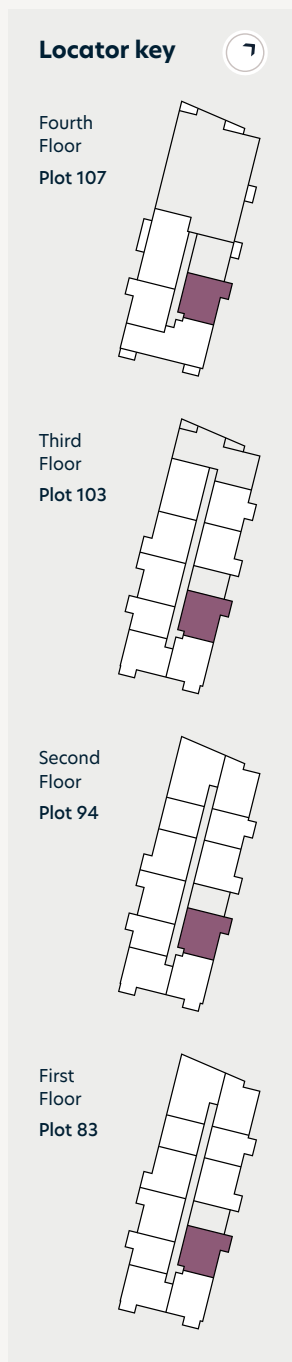 Locator key
Fourth
Floor
Plot 107
Third
Floor
Plot 103
Second
Floor
Plot 94
First
Floor
Plot 83